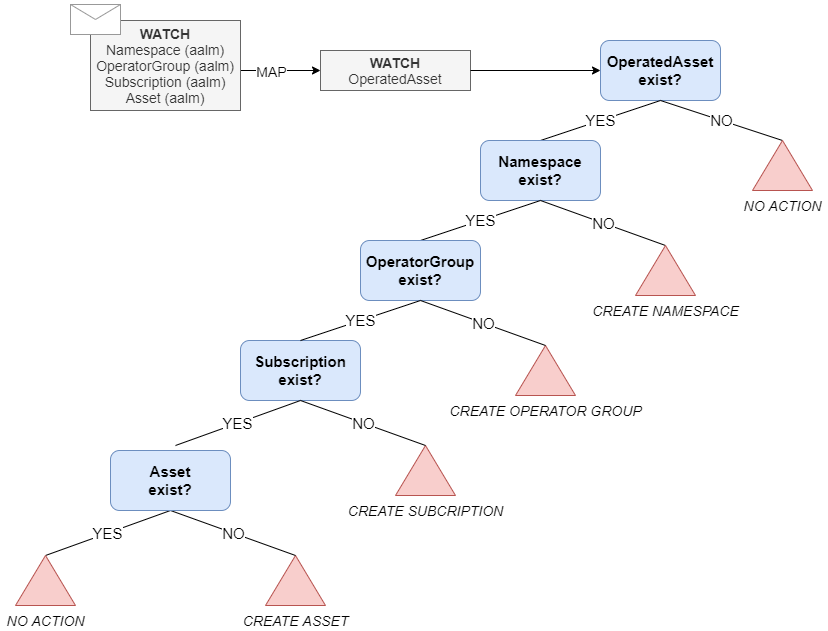 WATCH
Namespace (aalm)
OperatorGroup (aalm)
Subscription (aalm)
Asset (aalm)
MAP
WATCH
OperatedAsset
OperatedAsset
exist?
YES
NO
NO ACTION
Namespace
exist?
YES
NO
CREATE NAMESPACE
OperatorGroup
exist?
YES
NO
CREATE OPERATOR GROUP
Subscription
exist?
YES
NO
CREATE SUBCRIPTION
Asset
exist?
YES
NO
NO ACTION
CREATE ASSET